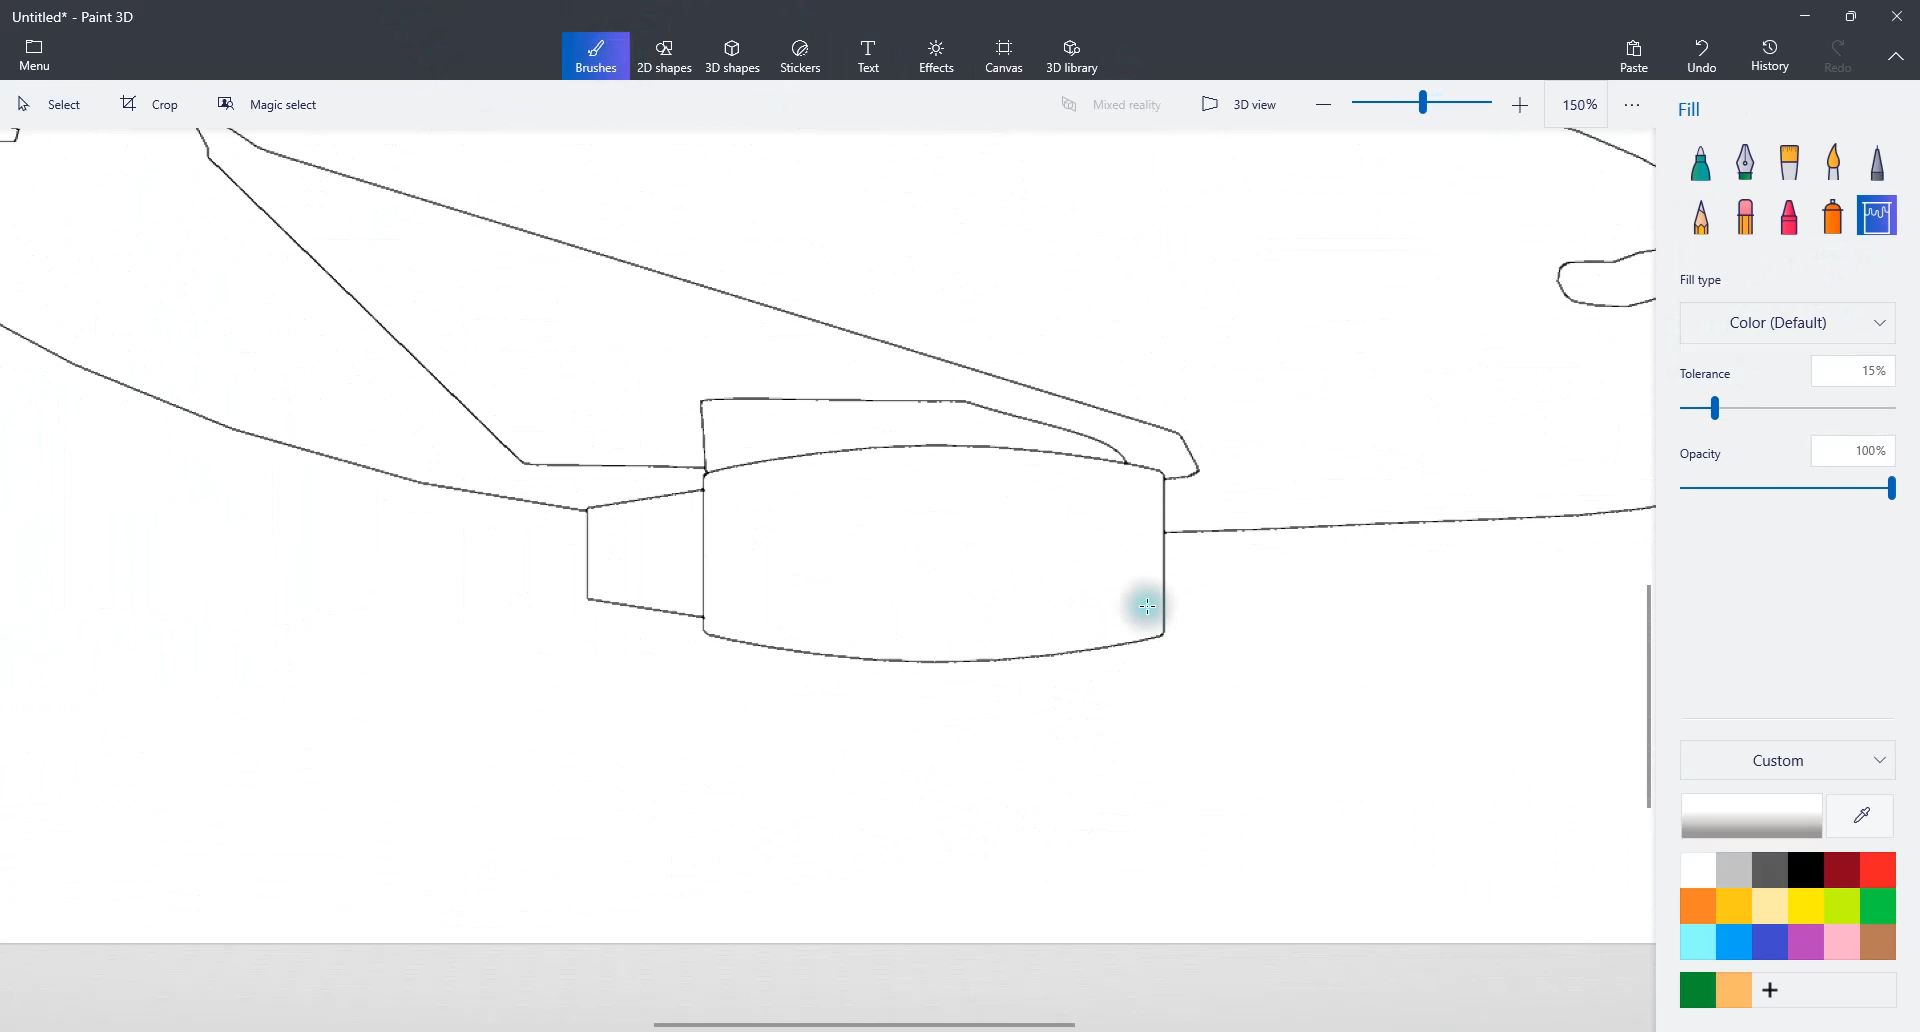 Untitled* - Paint 3D
Menu
Brushes
2D shapes
3D shapes
Stickers
Text
Effects
Canvas
3D library
Paste
Undo
History
Redo
Select
Crop
Magic select
Mixed reality
3D view
150%
Fill
Fill type
Color (Default)
Tolerance
15%
Opacity
100%
Custom